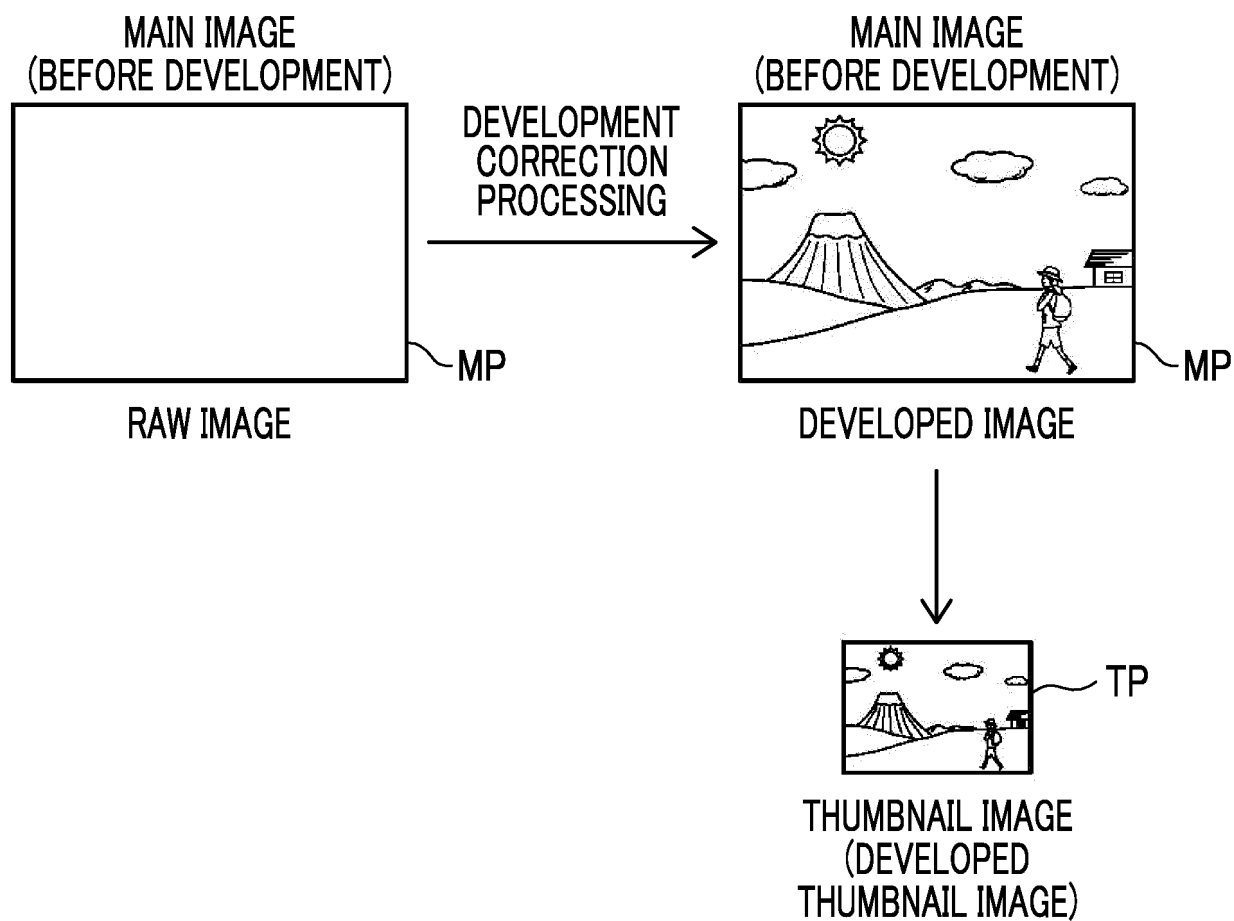 MAIN IMAGE
(BEFORE DEVELOPMENT)
MP
RAW IMAGE
DEVELOPMENT
CORRECTION
PROCESSING
MAIN IMAGE
(BEFORE DEVELOPMENT)
MP
DEVELOPED IMAGE
TP
THUMBNAIL IMAGE
(DEVELOPED
THUMBNAIL IMAGE)